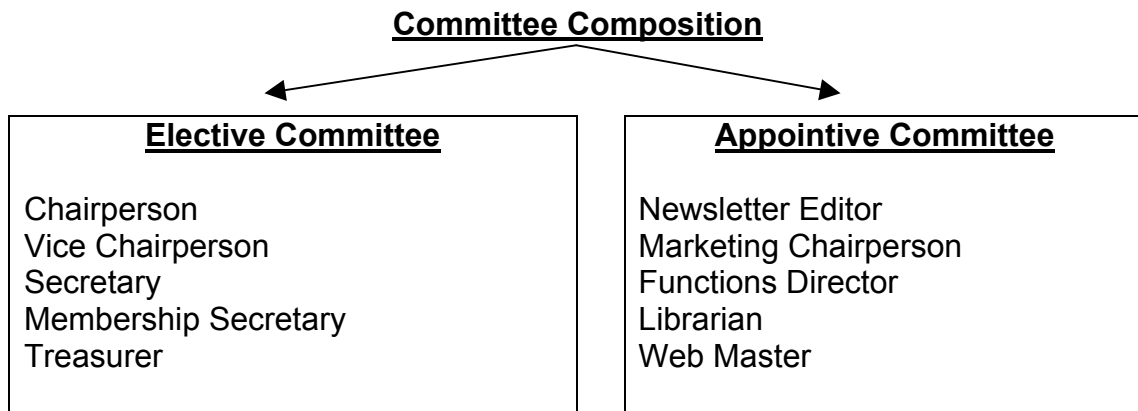 Committee Composition
Elective Committee
Chairperson
Vice Chairperson
Secretary
Membership Secretary
Treasurer
Appointive Committee
Newsletter Editor
Marketing Chairperson
Functions Director
Librarian
Web Master